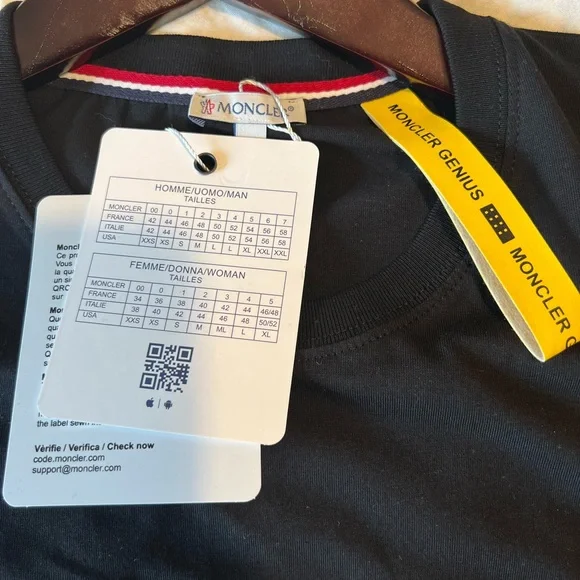 MONCLER
MONCLER GENIUS
MONCLER G
HOMME/UOMO/MAN
TAILLES
MONCLER 00 0 1 2 3 4 5 6 7
FRANCE 42 44 46 48 50 52 54 56 58
ITALIE 42 44 46 48 50 52 54 56 58
USA XXS XS S M L L XL XXL XXL
FEMME/DONNA/WOMAN
TAILLES
MONCLER 00 0 1 2 3 4 5
FRANCE 34 36 38 40 42 44 46/48
ITALIE 38 40 42 44 46 48 50/52
USA XXS XS S M ML L XL
Moncl
Ce pr
Vous
la qua
un se
QRC
sur
the label sewn
Vérifie / Verifica / Check now
code.moncler.com
support@moncler.com